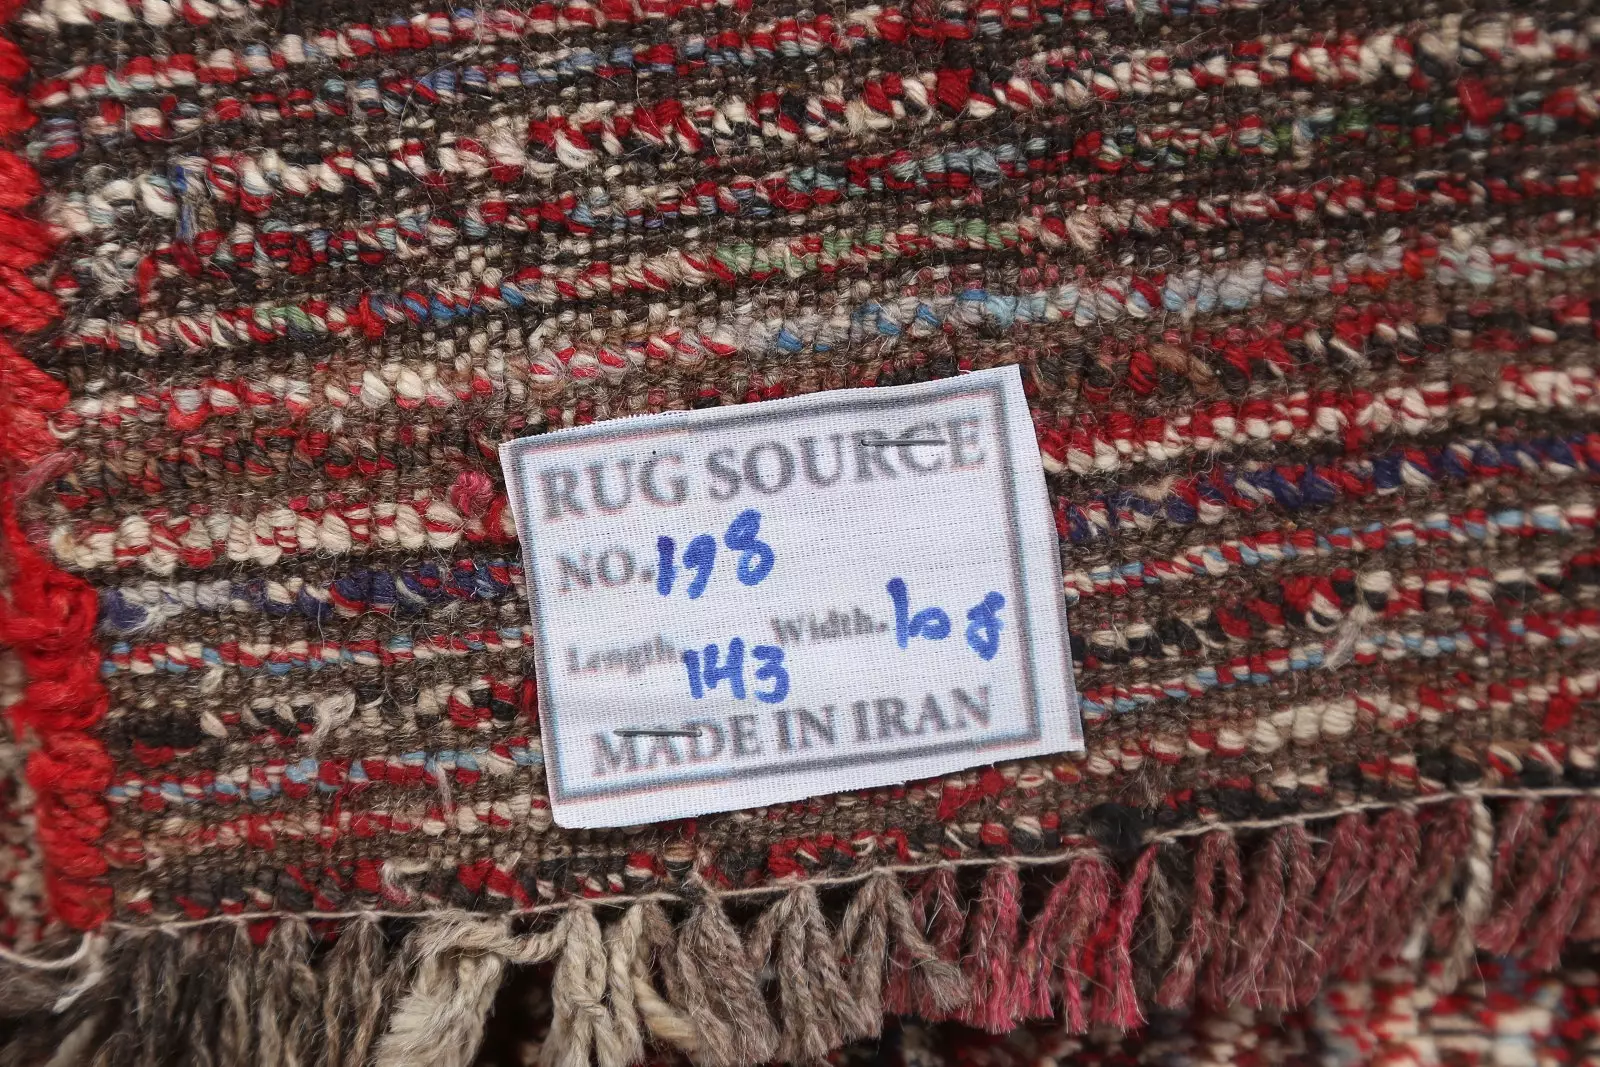 RUG SOURCE
NO. 198
Length. 143 Width. 108
MADE IN IRAN